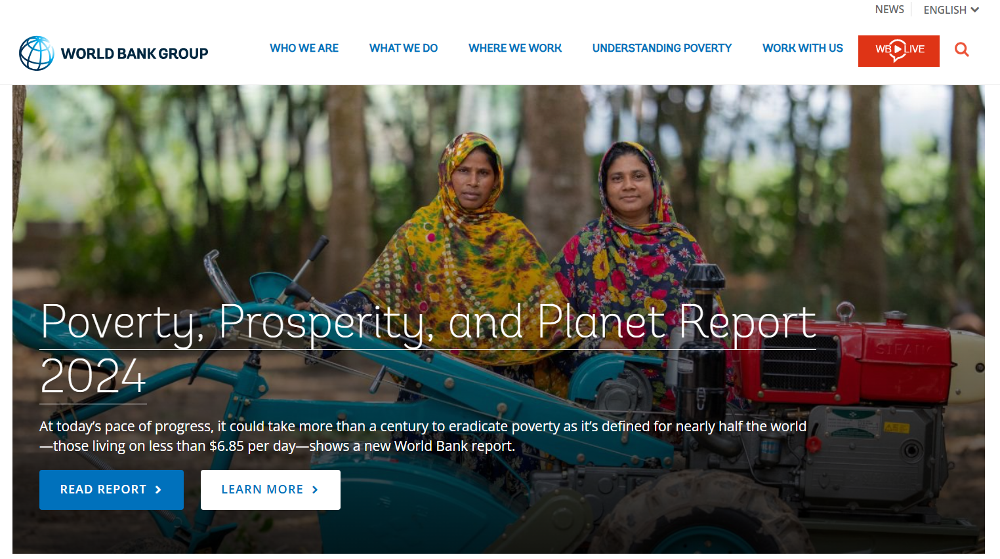 NEWS
ENGLISH
WORLD BANK GROUP
WHO WE ARE
WHAT WE DO
WHERE WE WORK
UNDERSTANDING POVERTY
WORK WITH US
WB LIVE
Poverty, Prosperity, and Planet Report
2024
SIFANG
At today’s pace of progress, it could take more than a century to eradicate poverty as it’s defined for nearly half the world
—those living on less than $6.85 per day—shows a new World Bank report.
READ REPORT
LEARN MORE